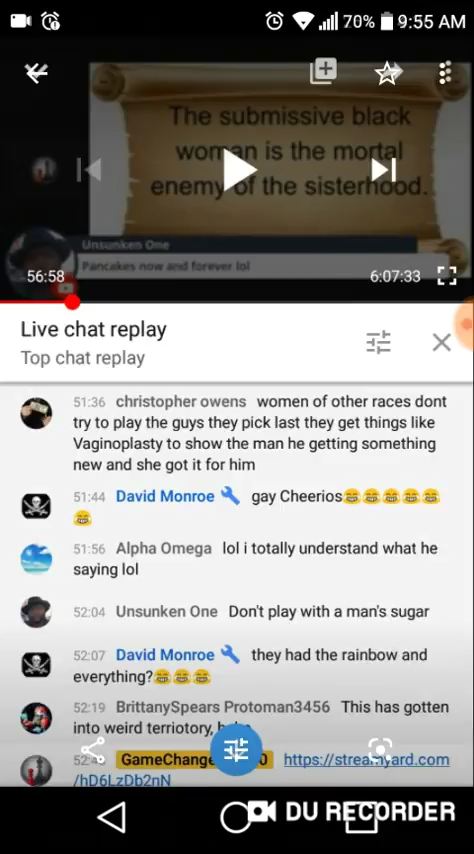 70% 9:55 AM
The submissive black
woman is the mortal
enemy of the sisterhood.
Unsunken One
Pancakes now and forever lol
56:58 6:07:33
Live chat replay
Top chat replay
51:36 christopher owens women of other races dont
try to play the guys they pick last they get things like
Vaginoplasty to show the man he getting something
new and she got it for him
51:44 David Monroe gay Cheerios😂😂😂😂😂
😂
51:56 Alpha Omega lol i totally understand what he
saying lol
52:04 Unsunken One Don't play with a man's sugar
52:07 David Monroe they had the rainbow and
everything?😂😂😂
52:19 BrittanySpears Protoman3456 This has gotten
into weird terriotory,
https://streamyard.com
/hD6LzDb2nN
DU RECORDER